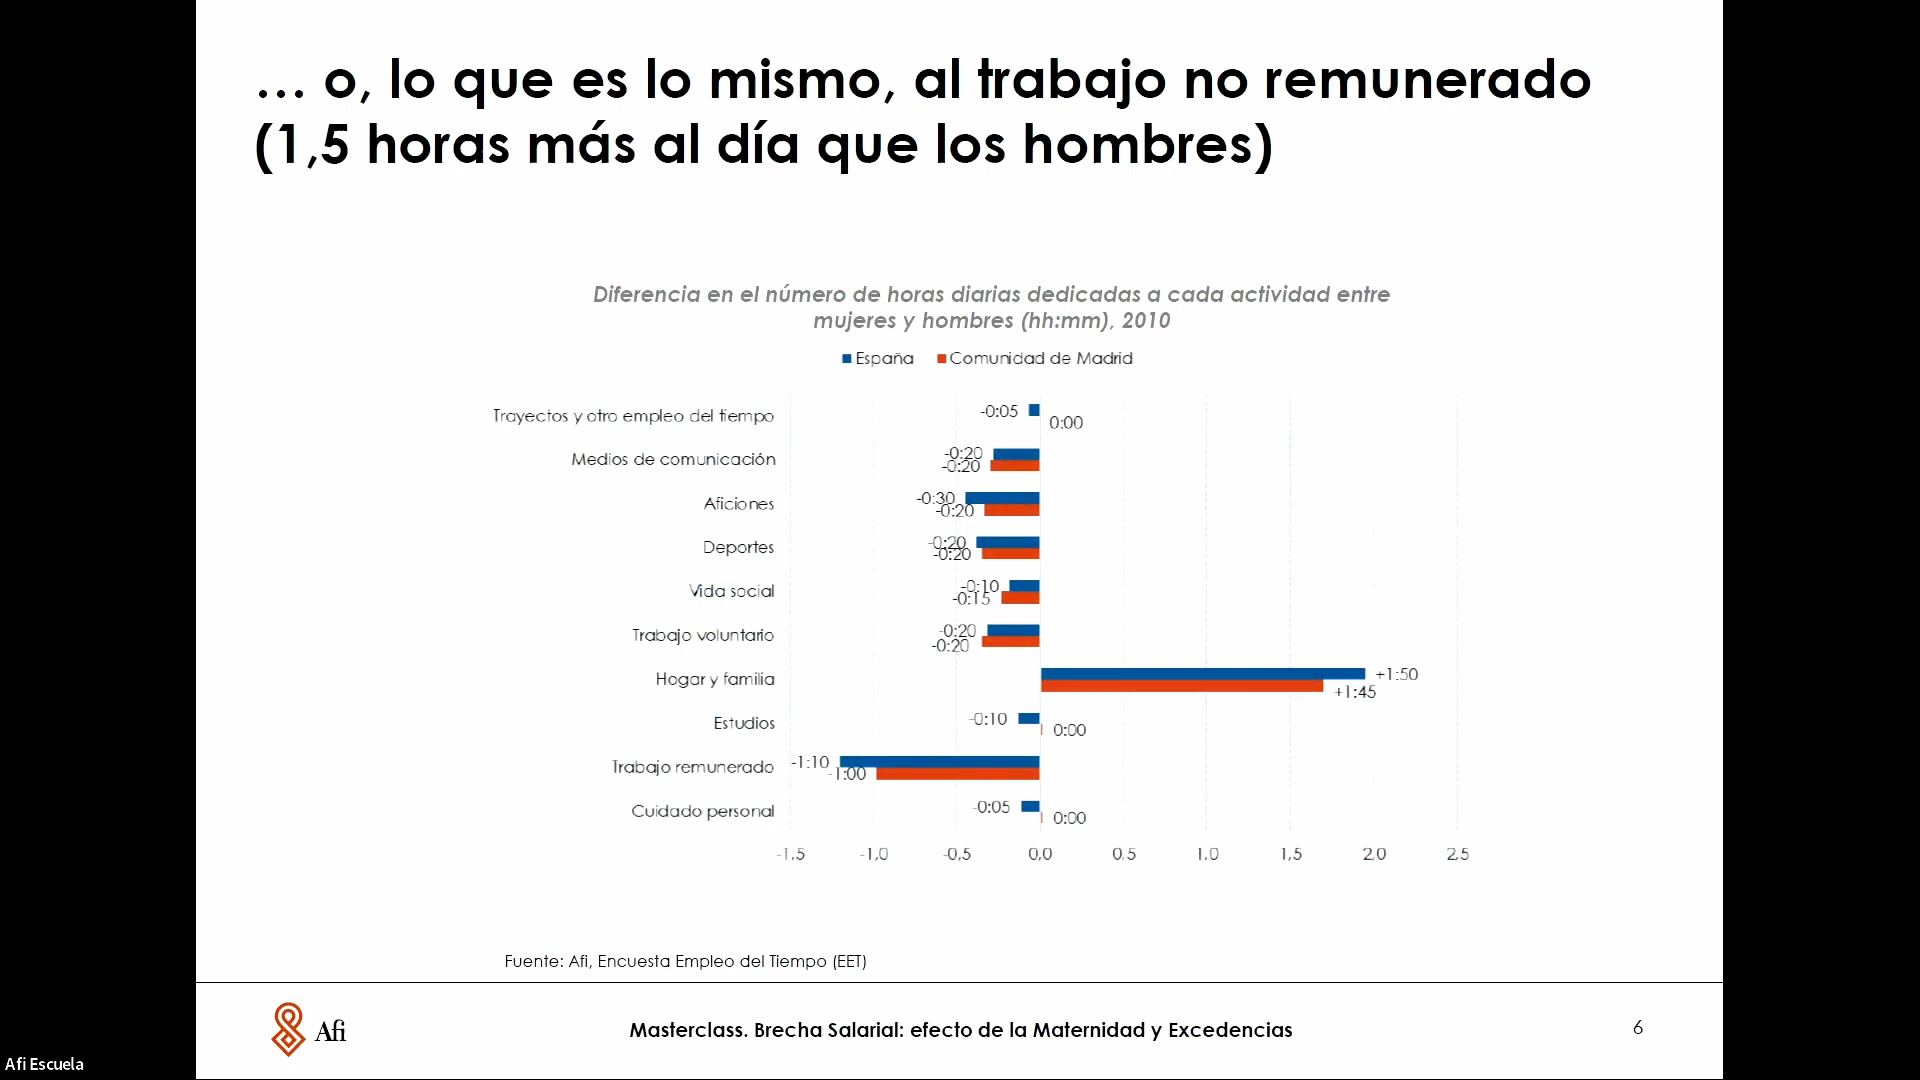 … o, lo que es lo mismo, al trabajo no remunerado
(1,5 horas más al día que los hombres)
Diferencia en el número de horas diarias dedicadas a cada actividad entre
mujeres y hombres (hh:mm), 2010
España Comunidad de Madrid
Trayectos y otro empleo del tiempo -0:05 0:00
Medios de comunicación -0:20 -0:20
Aficiones -0:30 -0:20
Deportes -0:20 -0:20
Vida social -0:10 -0:15
Trabajo voluntario -0:20 -0:20
Hogar y familia +1:50 +1:45
Estudios -0:10 0:00
Trabajo remunerado -1:10 -1:00
Cuidado personal -0:05 0:00
-1,5 -1,0 -0,5 0,0 0,5 1,0 1,5 2,0 2,5
Fuente: Afi, Encuesta Empleo del Tiempo (EET)
Afi
Masterclass. Brecha Salarial: efecto de la Maternidad y Excedencias
6
Afi Escuela